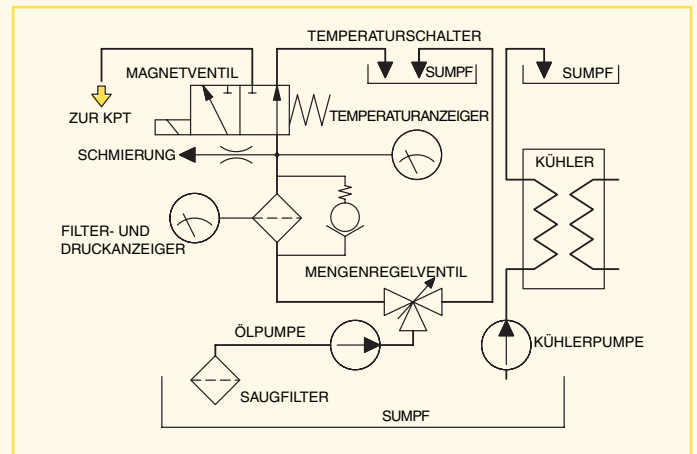 TEMPERATURSCHALTER
MAGNETVENTIL
SUMPF
SUMPF
ZUR KPT
TEMPERATURANZEIGER
SCHMIERUNG
KÜHLER
FILTER- UND
DRUCKANZEIGER
MENGENREGELVENTIL
ÖLPUMPE
KÜHLERPUMPE
SAUGFILTER
SUMPF